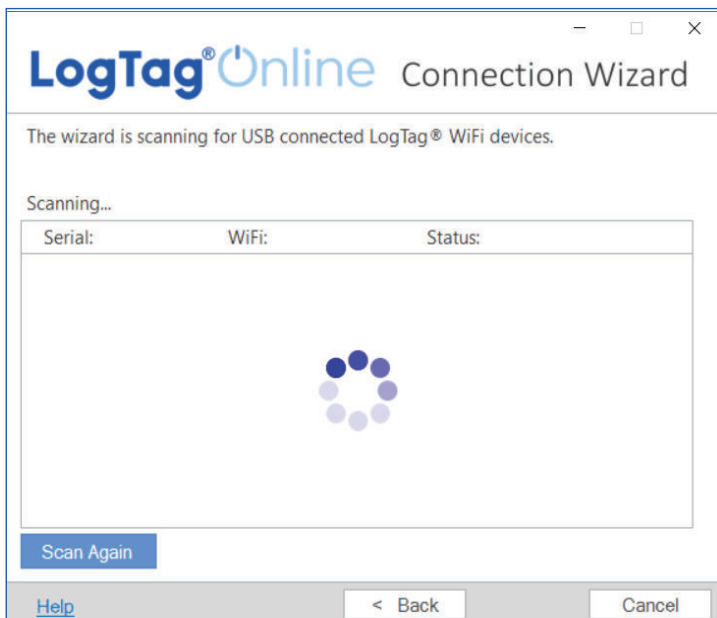 LogTag® Online Connection Wizard
The wizard is scanning for USB connected LogTag® WiFi devices.
Scanning...
Serial: WiFi: Status:
Scan Again
Help < Back Cancel